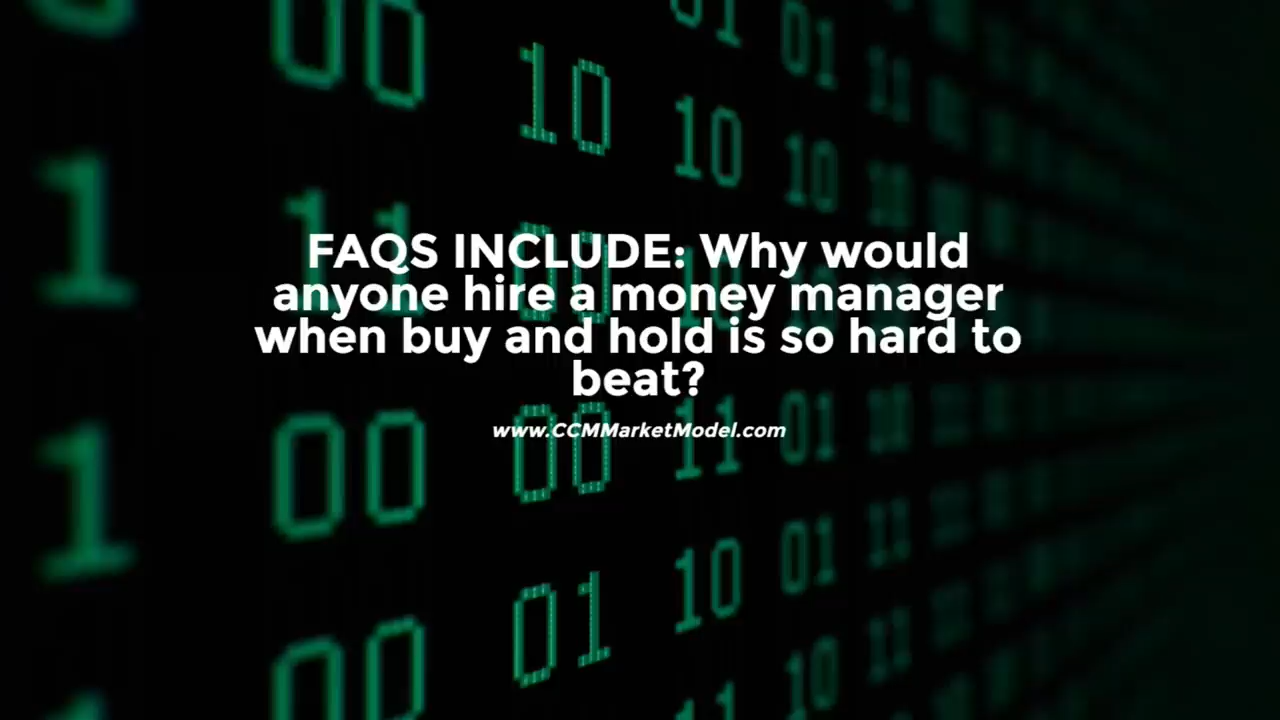 FAQS INCLUDE: Why would
anyone hire a money manager
when buy and hold is so hard to
beat?
www.CCMMarketModel.com